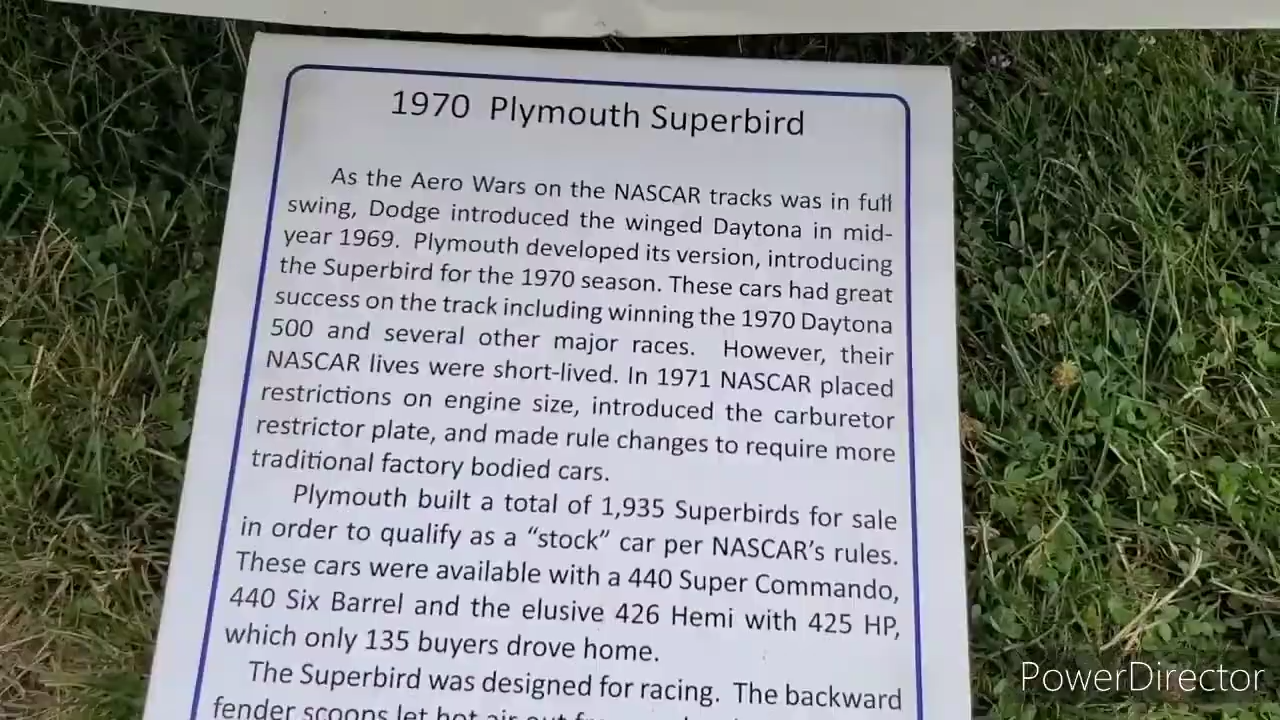 1970 Plymouth Superbird
As the Aero Wars on the NASCAR tracks was in full
swing, Dodge introduced the winged Daytona in mid-
year 1969. Plymouth developed its version, introducing
the Superbird for the 1970 season. These cars had great
success on the track including winning the 1970 Daytona
500 and several other major races. However, their
NASCAR lives were short-lived. In 1971 NASCAR placed
restrictions on engine size, introduced the carburetor
restrictor plate, and made rule changes to require more
traditional factory bodied cars.
Plymouth built a total of 1,935 Superbirds for sale
in order to qualify as a “stock” car per NASCAR’s rules.
These cars were available with a 440 Super Commando,
440 Six Barrel and the elusive 426 Hemi with 425 HP,
which only 135 buyers drove home.
The Superbird was designed for racing. The backward
fender scoops let hot air out
PowerDirector